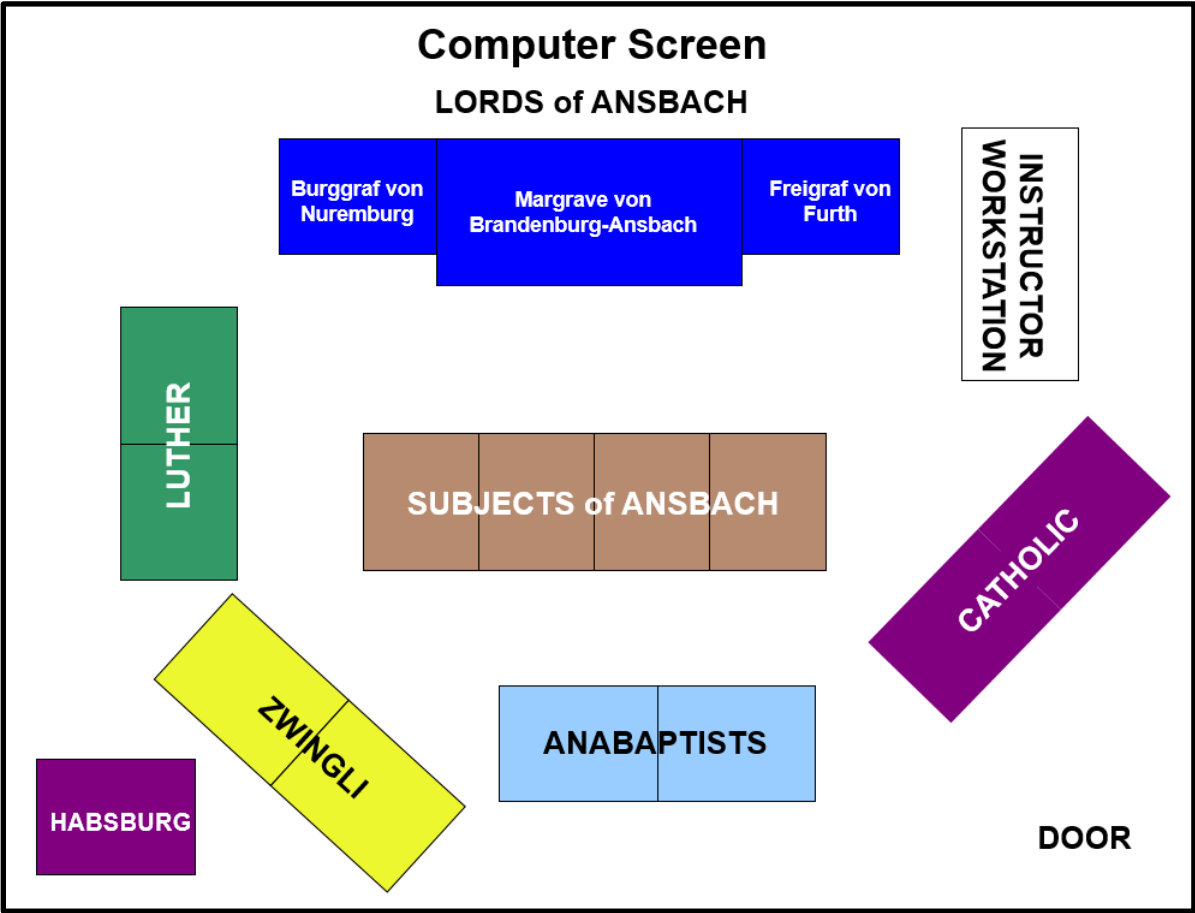 Computer Screen
LORDS of ANSBACH
Burggraf von
Nuremburg
Margrave von
Brandenburg-Ansbach
Freigraf von
Furth
INSTRUCTOR
WORKSTATION
LUTHER
SUBJECTS of ANSBACH
CATHOLIC
ZWINGLI
ANABAPTISTS
HABSBURG
DOOR